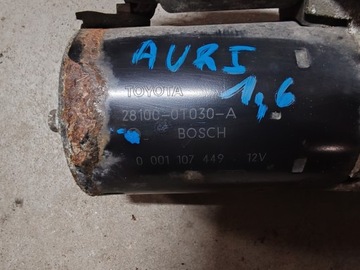 AURI
1,6
TOYOTA
28100-0T030-A
BOSCH
0 001 107 449 12V